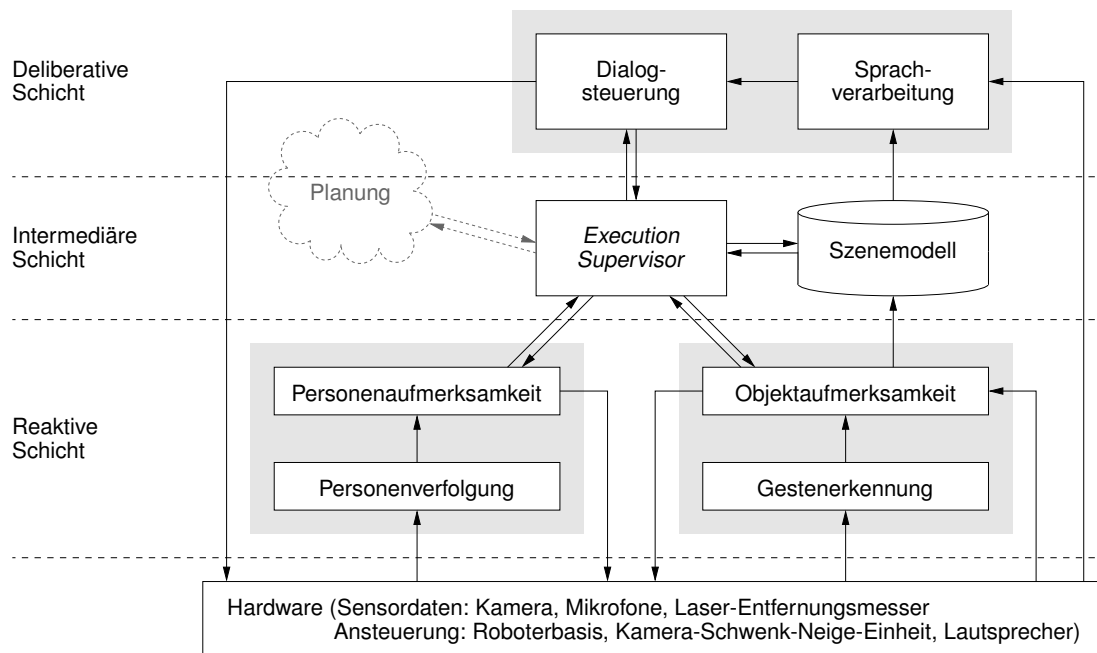 Deliberative
Schicht
Dialog-
steuerung
Sprach-
verarbeitung
Planung
Intermediäre
Schicht
Execution
Supervisor
Szenemodell
Reaktive
Schicht
Personenaufmerksamkeit
Objektaufmerksamkeit
Personenverfolgung
Gestenerkennung
Hardware (Sensordaten: Kamera, Mikrofone, Laser-Entfernungsmesser
Ansteuerung: Roboterbasis, Kamera-Schwenk-Neige-Einheit, Lautsprecher)